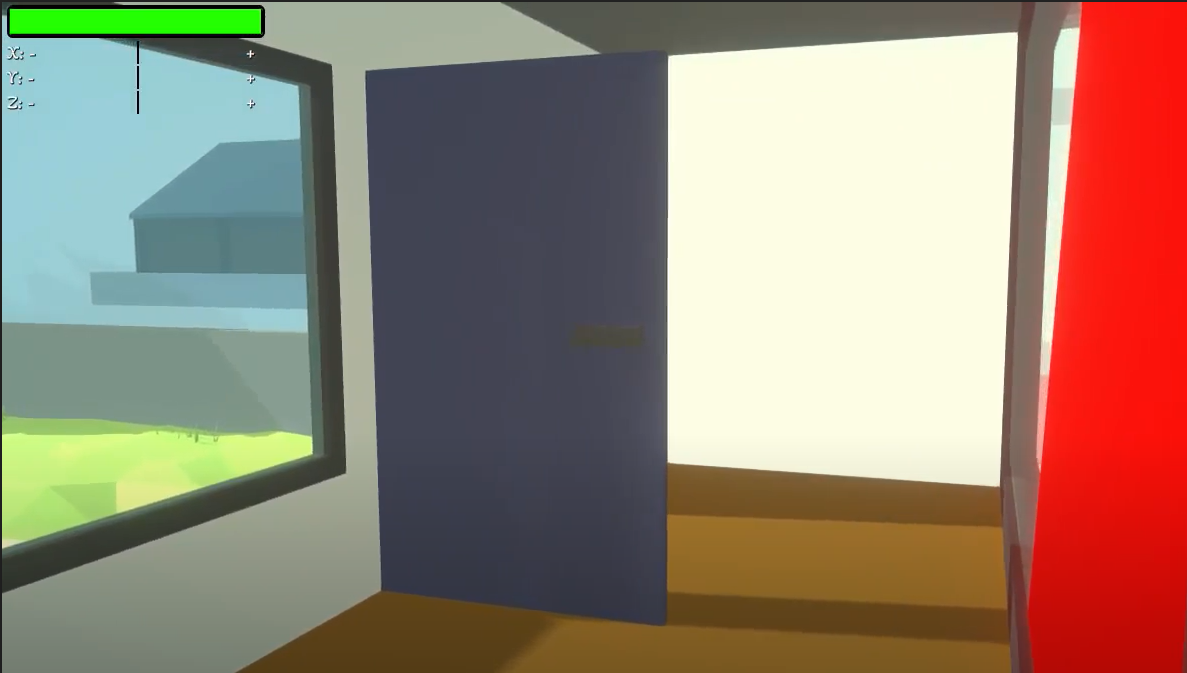 X: - +
Y: - +
Z: - +